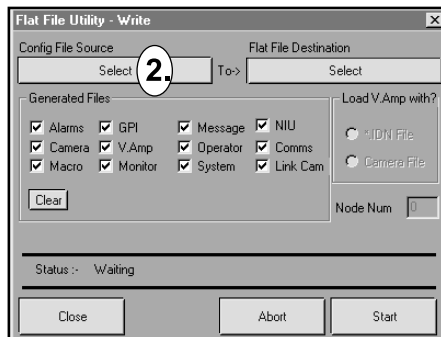 Flat File Utility - Write
Config File Source Flat File Destination
Select 2. To-> Select
Generated Files Load V.Amp with?
Alarms GPI Message NIU
Camera V.Amp Operator Comms *.IDN File
Macro Monitor System Link Cam Camera File
Clear
Node Num 0
Status :- Waiting
Close Abort Start